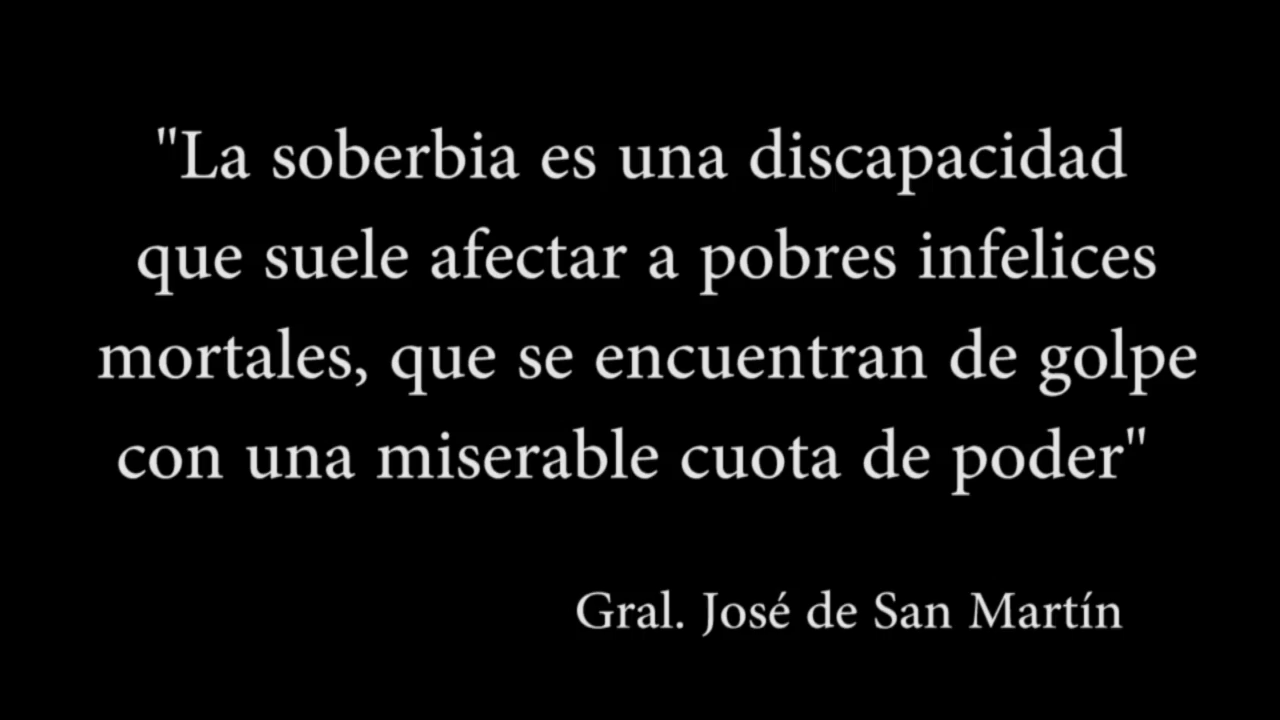 "La soberbia es una discapacidad
que suele afectar a pobres infelices
mortales, que se encuentran de golpe
con una miserable cuota de poder"
Gral. José de San Martín